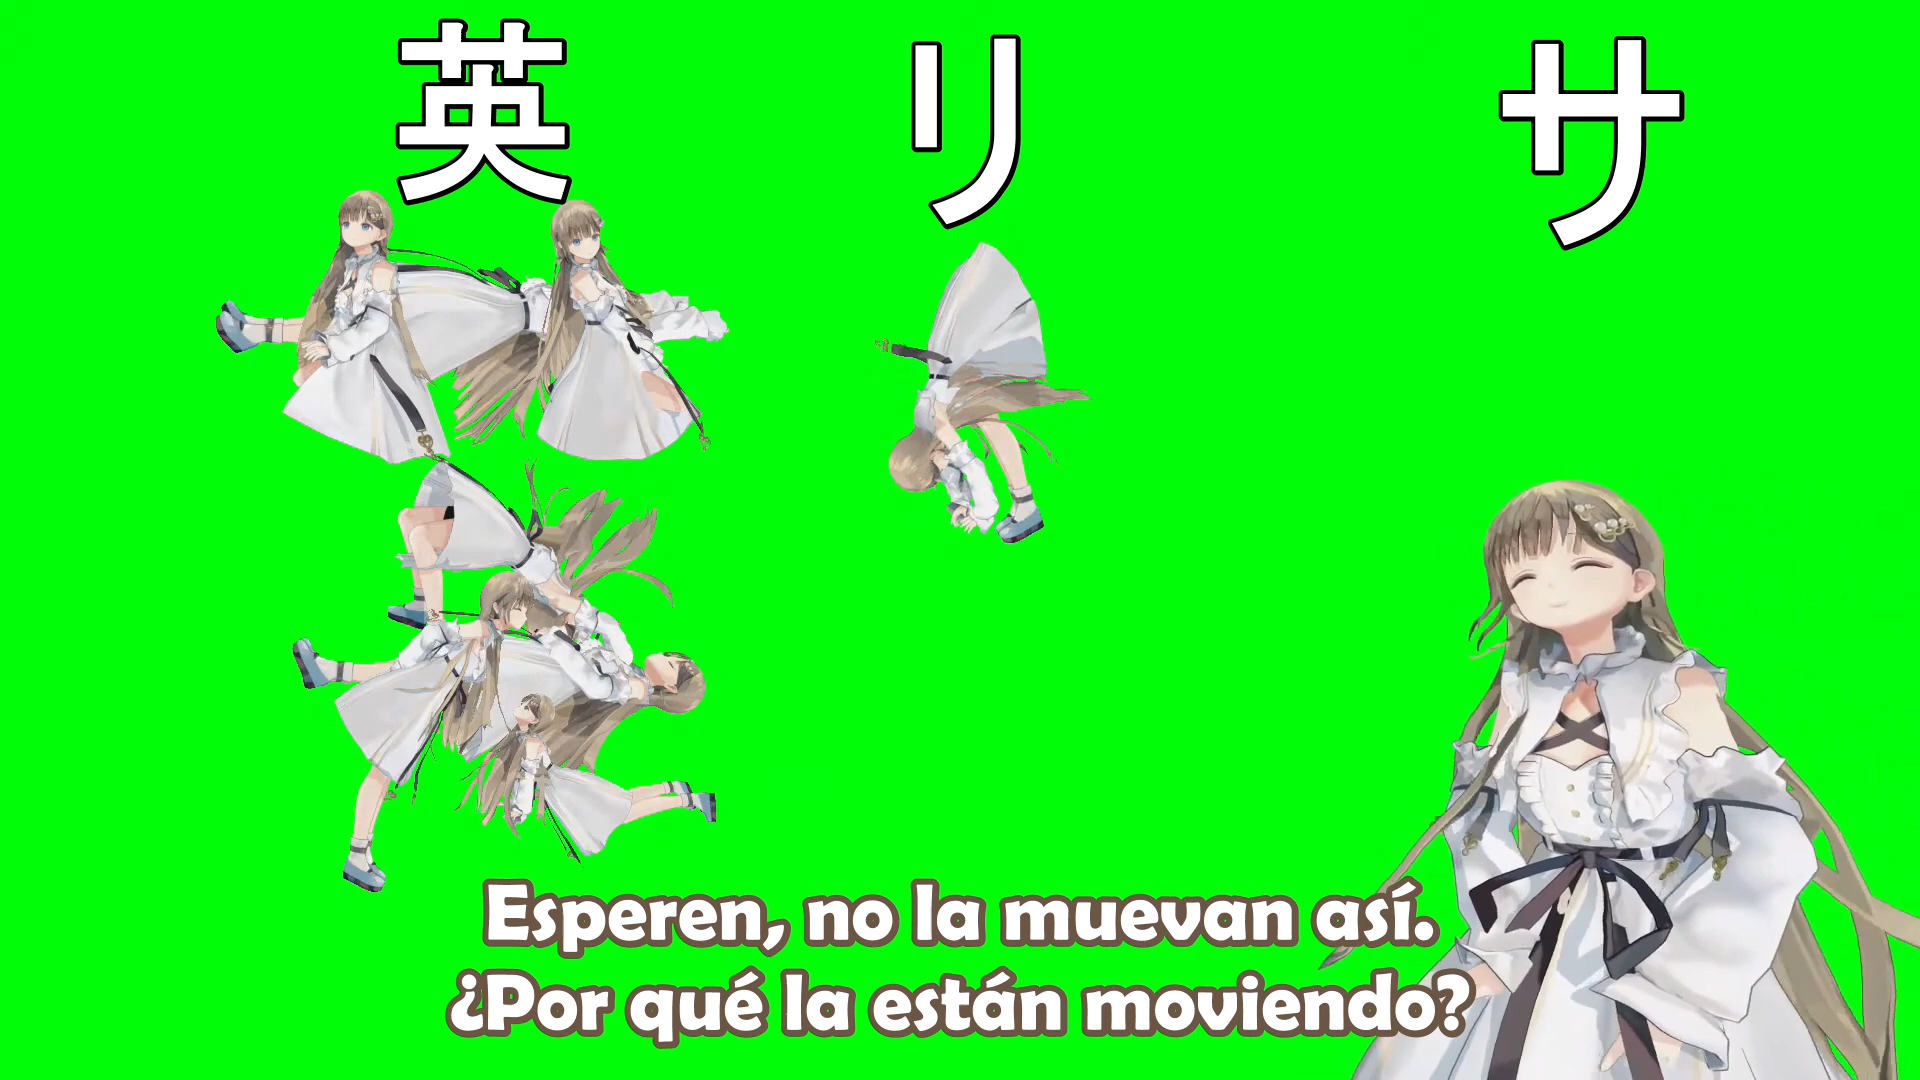 英リサ
Esperen, no la muevan así.
¿Por qué la están moviendo?